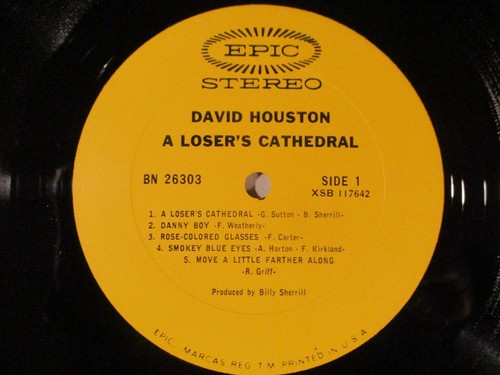 EPIC
STEREO
DAVID HOUSTON
A LOSER'S CATHEDRAL
BN 26303
SIDE 1
XSB 117642
1. A LOSER'S CATHEDRAL -G. Sutton - B. Sherrill-
2. DANNY BOY -F. Weatherly-
3. ROSE-COLORED GLASSES -F. Carter-
4. SMOKEY BLUE EYES -A. Horton - F. Kirkland-
5. MOVE A LITTLE FARTHER ALONG
-R. Griff-
Produced by Billy Sherrill
EPIC, MARCAS REG. T.M. PRINTED IN U.S.A.